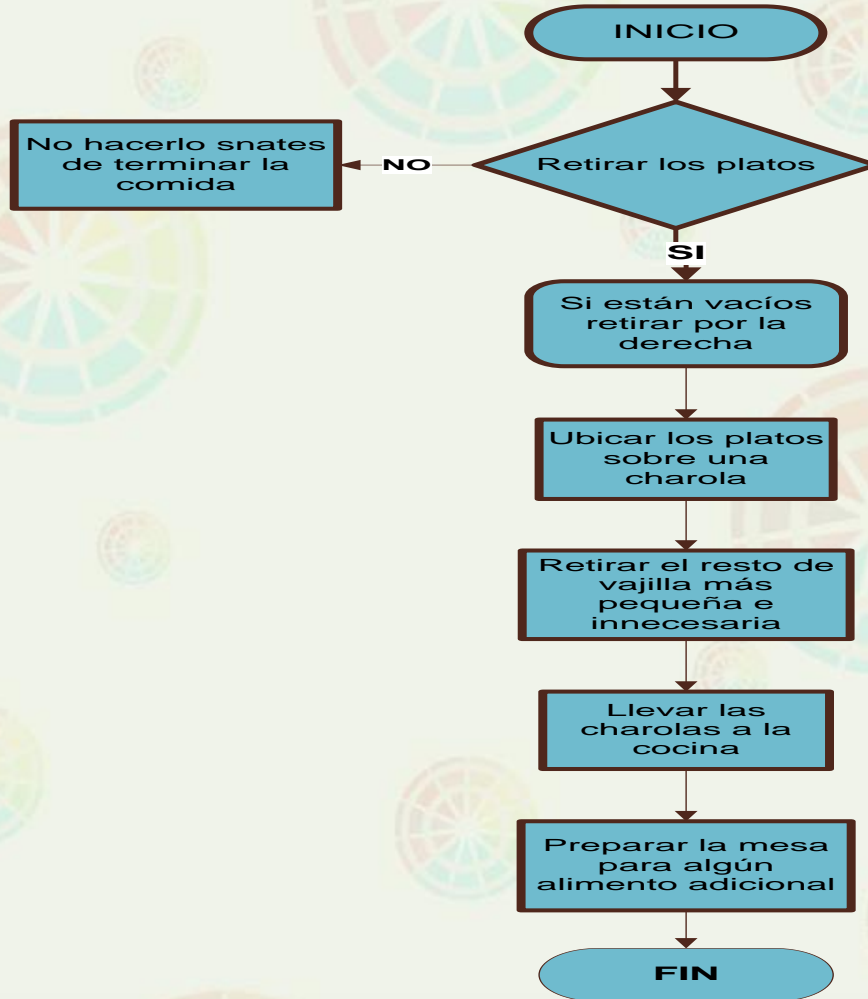 INICIO
Retirar los platos
NO
No hacerlo snates
de terminar la
comida
SI
Si están vacíos
retirar por la
derecha
Ubicar los platos
sobre una
charola
Retirar el resto de
vajilla más
pequeña e
innecesaria
Llevar las
charolas a la
cocina
Preparar la mesa
para algún
alimento adicional
FIN